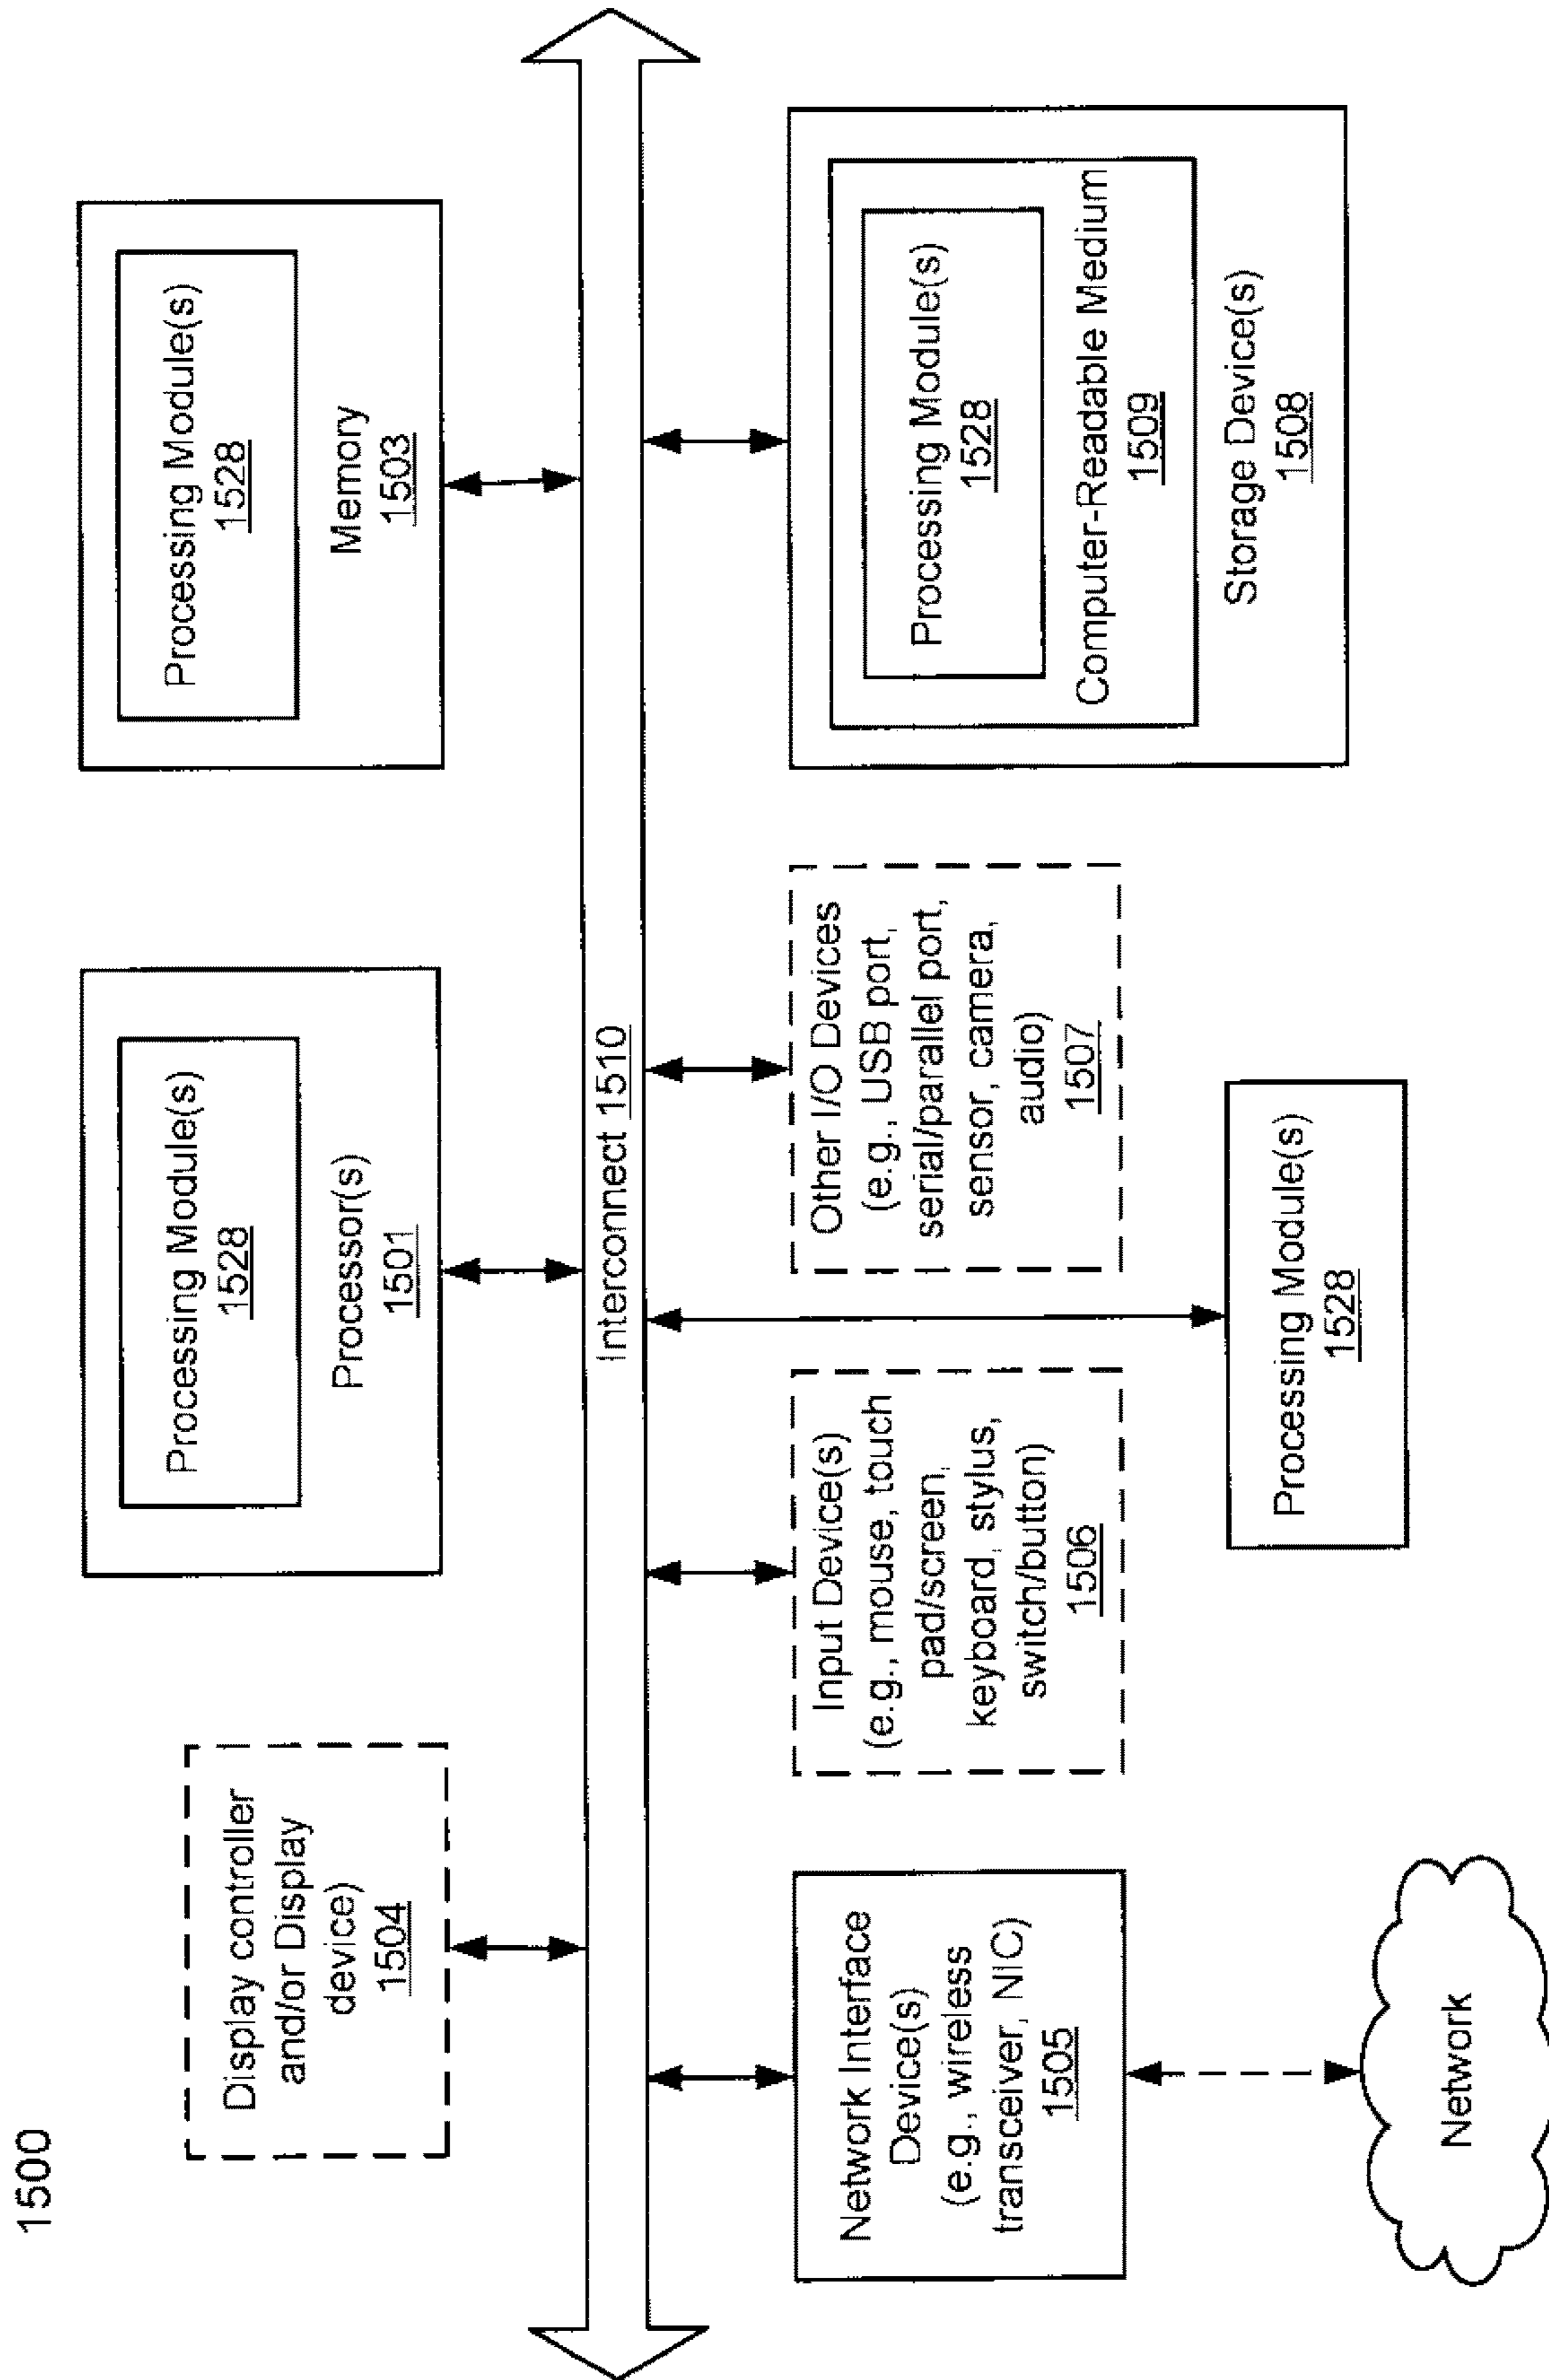 1500
Display controller
and/or Display
device)
1504
Processing Module(s)
1528
Processor(s)
1501
Processing Module(s)
1528
Memory
1503
Interconnect 1510
Network Interface
Device(s)
(e.g., wireless
transceiver, NIC)
1505
Input Device(s)
(e.g., mouse, touch
pad/screen,
keyboard, stylus,
switch/button)
1506
Other I/O Devices
(e.g., USB port,
serial/parallel port,
sensor, camera,
audio)
1507
Processing Module(s)
1528
Computer-Readable Medium
1509
Storage Device(s)
1508
Processing Module(s)
1528
Network